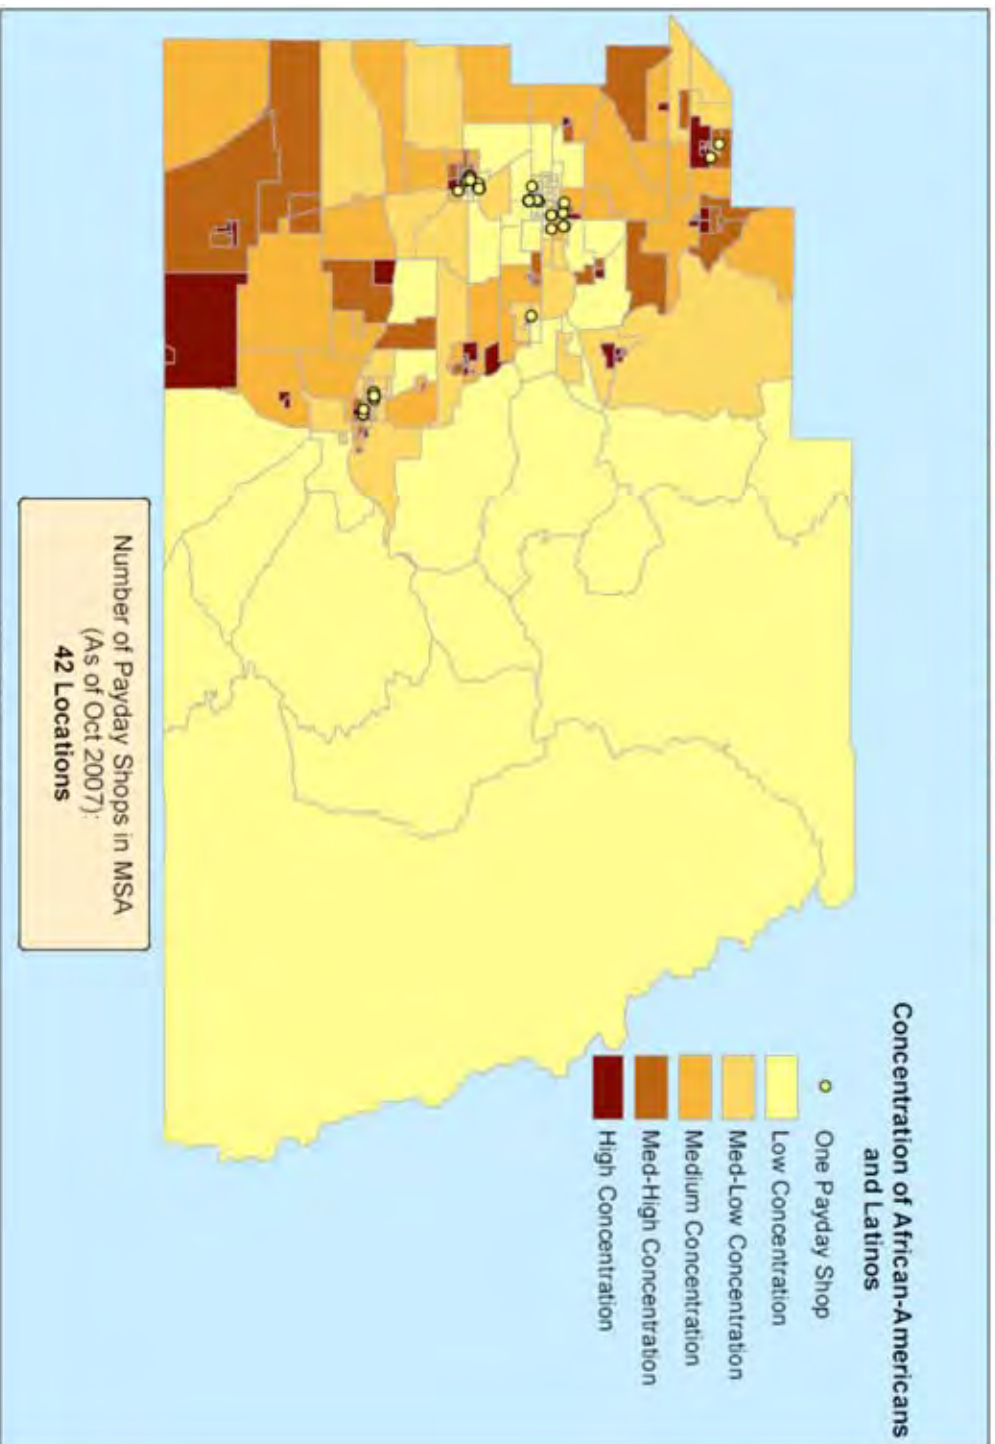 Concentration of African-Americans
and Latinos
One Payday Shop
Low Concentration
Med-Low Concentration
Medium Concentration
Med-High Concentration
High Concentration
Number of Payday Shops in MSA
(As of Oct 2007):
42 Locations